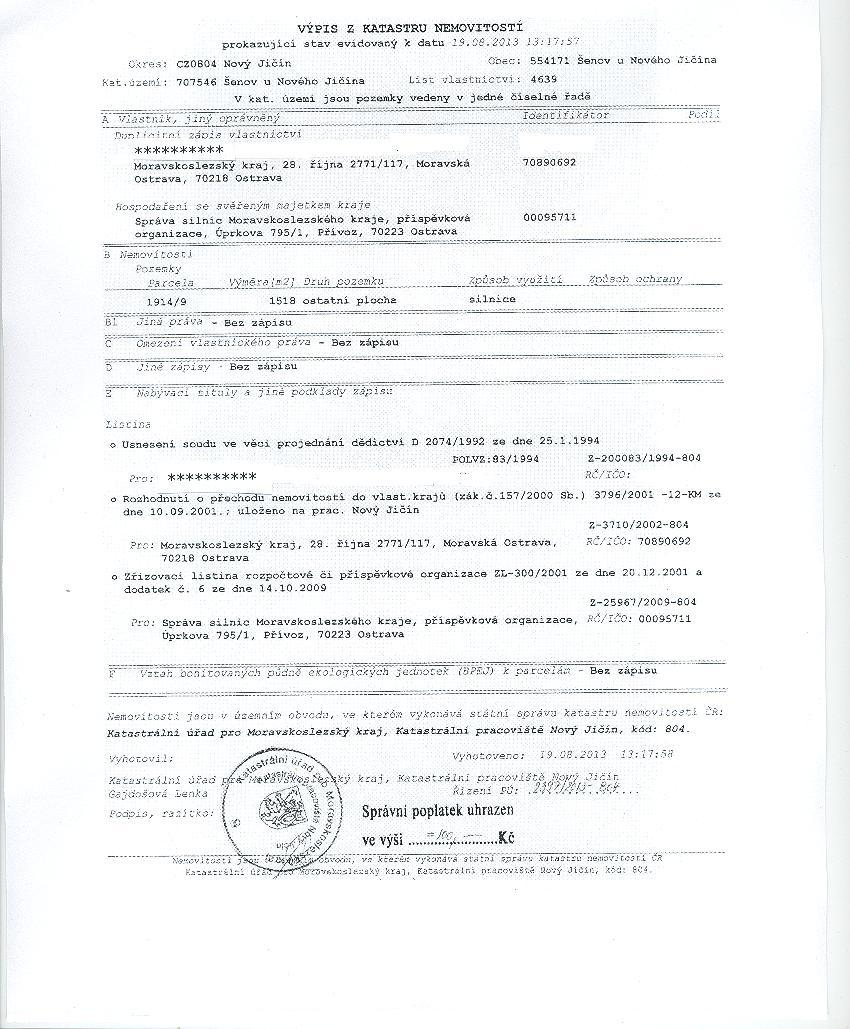 VÝPIS Z KATASTRU NEMOVITOSTÍ
prokazující stav evidovaný k datu 19.08.2013 13:17:57
Okres: CZ0804 Nový Jičín Obec: 554171 Šenov u Nového Jičína
Kat.území: 707546 Šenov u Nového Jičína List vlastnictví: 4639
V kat. území jsou pozemky vedeny v jedné číselné řadě
A Vlastník, jiný oprávněný Identifikátor Podíl
Duplicitní zápis vlastnictví
**********
Moravskoslezský kraj, 28. října 2771/117, Moravská 70890692
Ostrava, 70218 Ostrava
Hospodaření se svěřeným majetkem kraje
Správa silnic Moravskoslezského kraje, příspěvková 00095711
organizace, Úprkova 795/1, Přívoz, 70223 Ostrava
B Nemovitosti
Pozemky
Parcela Výměra[m2] Druh pozemku Způsob využití Způsob ochrany
1914/9 1518 ostatní plocha silnice
B1 Jiná práva - Bez zápisu
C Omezení vlastnického práva - Bez zápisu
D Jiné zápisy - Bez zápisu
E Nabývací tituly a jiné podklady zápisu
Listina
o Usnesení soudu ve věci projednání dědictví D 2074/1992 ze dne 25.1.1994
POLVZ:83/1994 Z-200083/1994-804
Pro: ********** RČ/IČO:
o Rozhodnutí o přechodu nemovitostí do vlast.krajů (zák.č.157/2000 Sb.) 3796/2001 -12-KM ze
dne 10.09.2001.; uloženo na prac. Nový Jičín
Z-3710/2002-804
Pro: Moravskoslezský kraj, 28. října 2771/117, Moravská Ostrava, RČ/IČO: 70890692
70218 Ostrava
o Zřizovací listina rozpočtové či příspěvkové organizace ZL-300/2001 ze dne 20.12.2001 a
dodatek č. 6 ze dne 14.10.2009
Z-25967/2009-804
Pro: Správa silnic Moravskoslezského kraje, příspěvková organizace, RČ/IČO: 00095711
Úprkova 795/1, Přívoz, 70223 Ostrava
F Vztah bonitovaných půdně ekologických jednotek (BPEJ) k parcelám - Bez zápisu
Nemovitosti jsou v územním obvodu, ve kterém vykonává státní správu katastru nemovitostí ČR:
Katastrální úřad pro Moravskoslezský kraj, Katastrální pracoviště Nový Jičín, kód: 804.
Vyhotovil: Vyhotoveno: 19.08.2013 13:17:58
Katastrální úřad pro Moravskoslezský kraj, Katastrální pracoviště Nový Jičín
Gajdošová Lenka Řízení PÚ:
Podpis, razítko:
Správní poplatek uhrazen
ve výši =100,-- Kč
Nemovitosti jsou v územním obvodu, ve kterém vykonává státní správu katastru nemovitostí ČR
Katastrální úřad pro Moravskoslezský kraj, Katastrální pracoviště Nový Jičín, kód: 804.